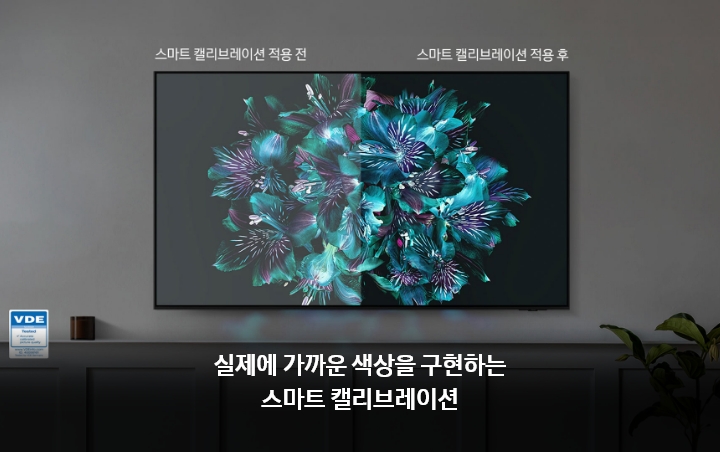 스마트 캘리브레이션 적용 전
스마트 캘리브레이션 적용 후
VDE
실제에 가까운 색상을 구현하는
스마트 캘리브레이션